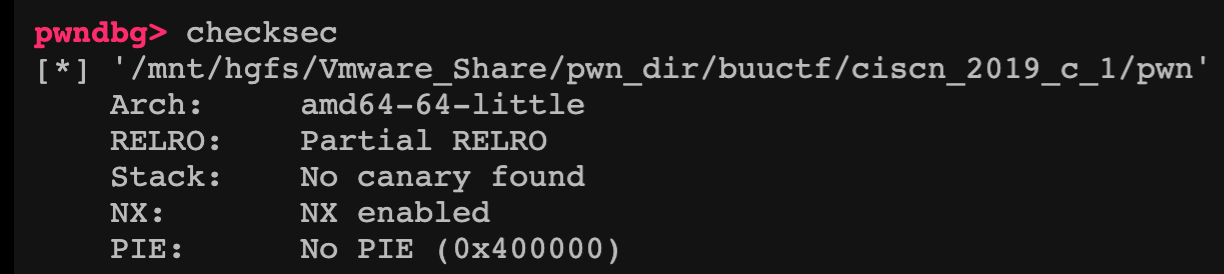 pwndbg> checksec
[*] '/mnt/hgfs/Vmware_Share/pwn_dir/buuctf/ciscn_2019_c_1/pwn'
    Arch:     amd64-64-little
    RELRO:    Partial RELRO
    Stack:    No canary found
    NX:       NX enabled
    PIE:      No PIE (0x400000)